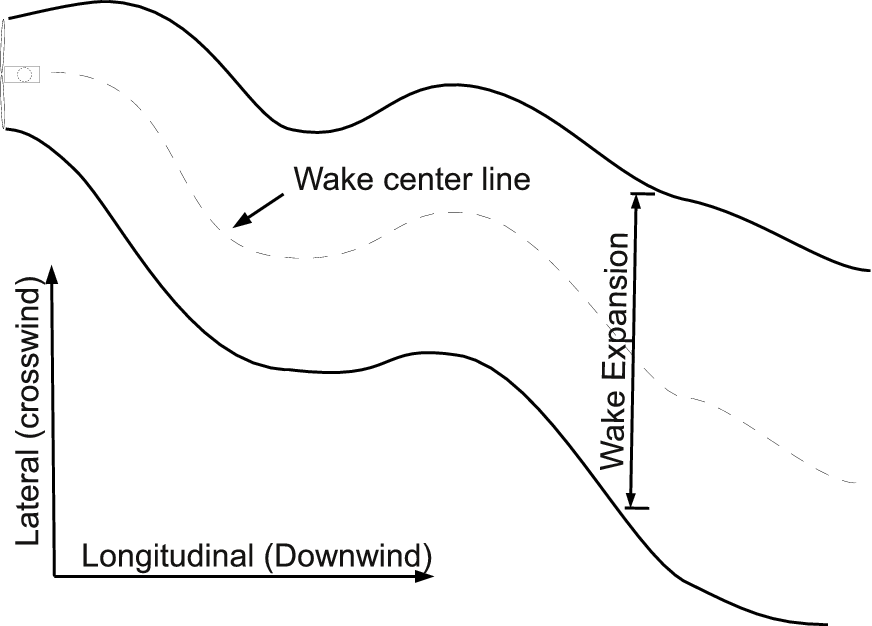 Wake center line
Wake Expansion
Lateral (crosswind)
Longitudinal (Downwind)